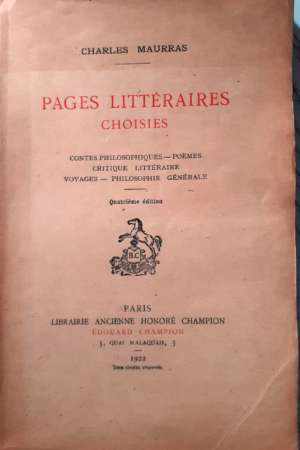 CHARLES MAURRAS
PAGES LITTÉRAIRES
CHOISIES
CONTES PHILOSOPHIQUES — POÈMES
CRITIQUE LITTÉRAIRE
VOYAGES — PHILOSOPHIE GÉNÉRALE
Quatrième édition
B.C
PARIS
LIBRAIRIE ANCIENNE HONORÉ CHAMPION
ÉDOUARD CHAMPION
5, QUAI MALAQUAIS, 5
1922
Tous droits réservés.